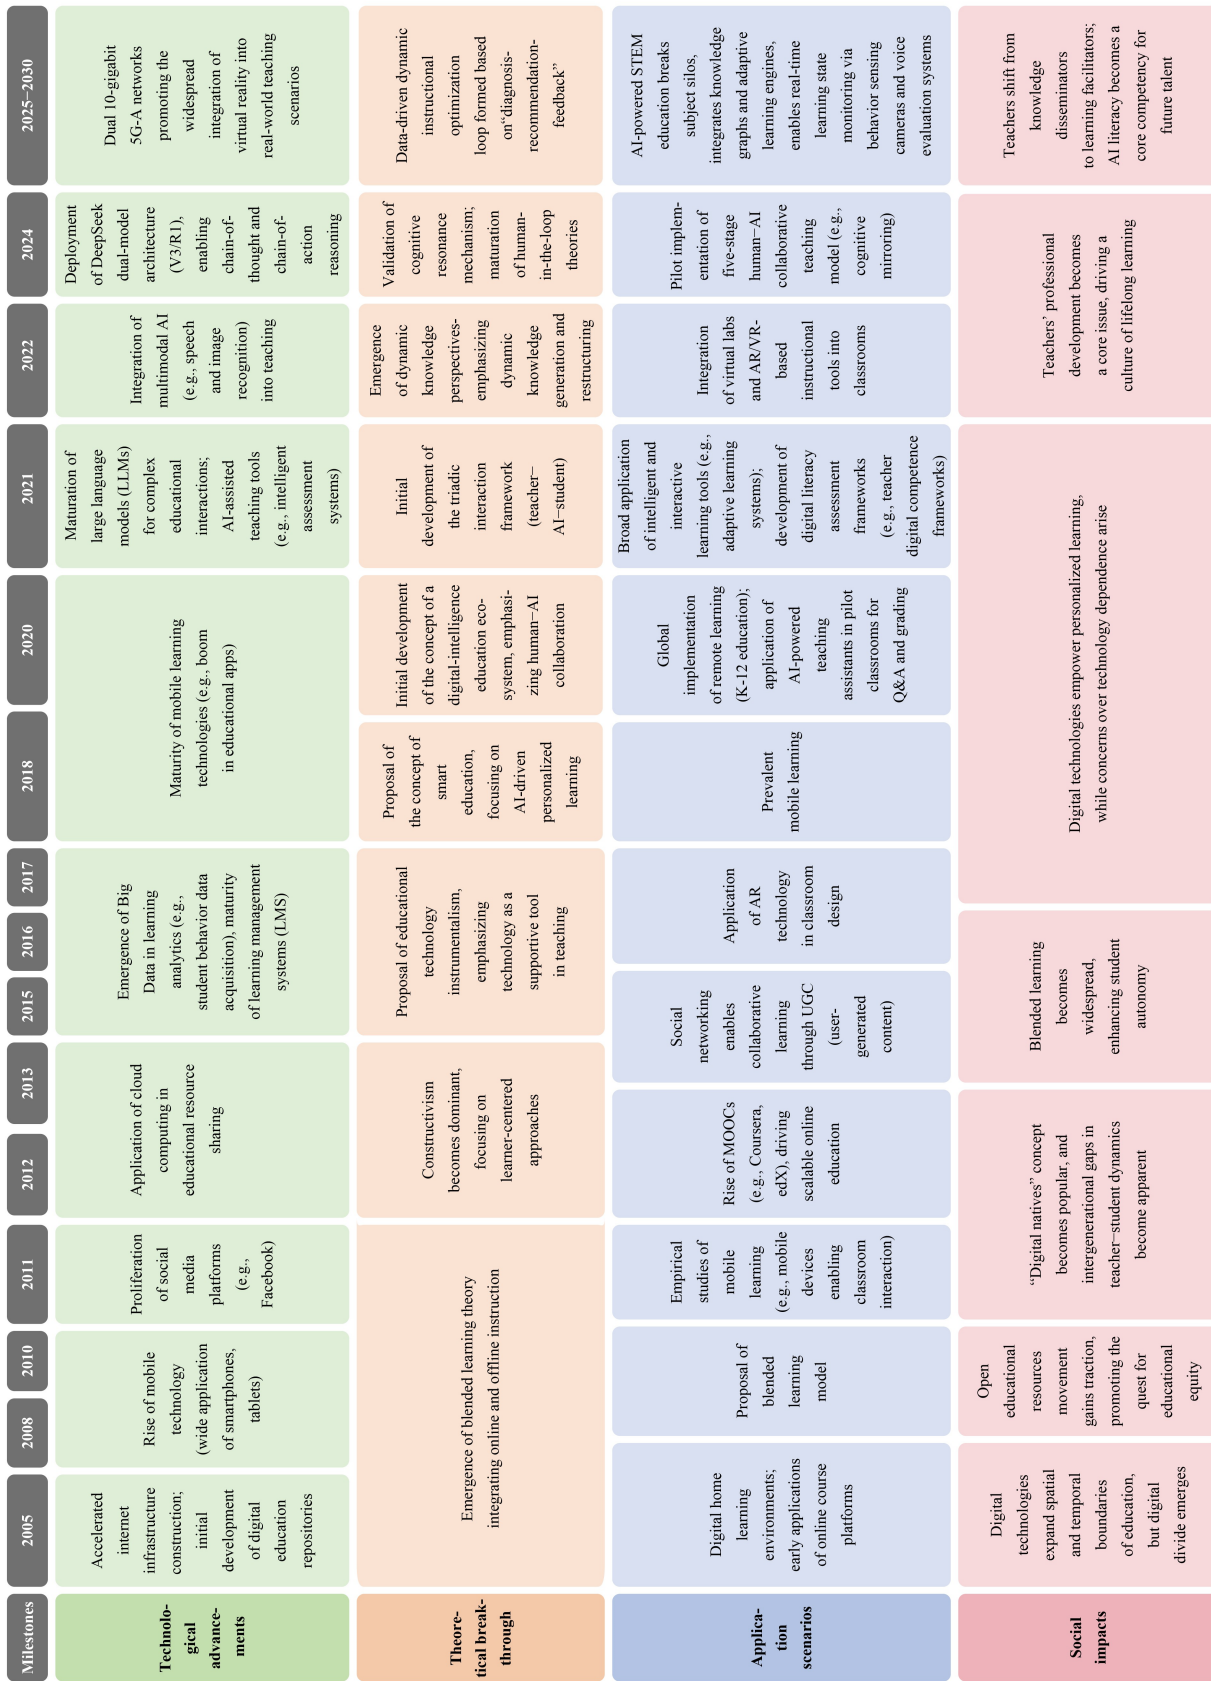 Milestones
2005
2008
2010
2011
2012
2013
2015
2016
2017
2018
2020
2021
2022
2024
2025–2030
Technolo-
gical
advance-
ments
Accelerated
internet
infrastructure
construction;
initial
development
of digital
education
repositories
Rise of mobile
technology
(wide application
of smartphones,
tablets)
Proliferation
of social
media
platforms
(e.g.,
Facebook)
Application of cloud
computing in
educational resource
sharing
Emergence of Big
Data in learning
analytics (e.g.,
student behavior data
acquisition), maturity
of learning management
systems (LMS)
Maturity of mobile learning
technologies (e.g., boom
in educational apps)
Maturation of
large language
models (LLMs)
for complex
educational
interactions;
AI-assisted
teaching tools
(e.g., intelligent
assessment
systems)
Integration of
multimodal AI
(e.g., speech
and image
recognition)
into teaching
Deployment
of DeepSeek
dual-model
architecture
(V3/R1),
enabling
chain-of-
thought and
chain-of-
action
reasoning
Dual 10-gigabit
5G-A networks
promoting the
widespread
integration of
virtual reality into
real-world teaching
scenarios
Theore-
tical break-
through
Emergence of blended learning theory
integrating online and offline instruction
Constructivism
becomes dominant,
focusing on
learner-centered
approaches
Proposal of educational
technology
instrumentalism,
emphasizing
technology as a
supportive tool
in teaching
Proposal of
the concept of
smart
education,
focusing on
AI-driven
personalized
learning
Initial development
of the concept of a
digital-intelligence
education eco-
system, emphasi-
zing human–AI
collaboration
Initial
development of
the triadic
interaction
framework
(teacher–
AI–student)
Emergence
of dynamic
knowledge
perspectives-
emphasizing
dynamic
knowledge
generation and
restructuring
Validation of
cognitive
resonance
mechanism;
maturation
of human-
in-the-loop
theories
Data-driven dynamic
instructional
optimization
loop formed based
on“diagnosis-
recommendation-
feedback”
Applica-
tion
scenarios
Digital home
learning
environments;
early applications
of online course
platforms
Proposal of
blended
learning
model
Empirical
studies of
mobile
learning
(e.g., mobile
devices
enabling
classroom
interaction)
Rise of MOOCs
(e.g., Coursera,
edX), driving
scalable online
education
Social
networking
enables
collaborative
learning
through UGC
(user-
generated
content)
Application
of AR
technology
in classroom
design
Prevalent
mobile learning
Global
implementation
of remote learning
(K-12 education);
application of
AI-powered
teaching
assistants in pilot
classrooms for
Q&A and grading
Broad application
of intelligent and
interactive
learning tools (e.g.,
adaptive learning
systems);
development of
digital literacy
assessment
frameworks
(e.g., teacher
digital competence
frameworks)
Integration
of virtual labs
and AR/VR-
based
instructional
tools into
classrooms
Pilot implem-
entation of
five-stage
human–AI
collaborative
teaching
model (e.g.,
cognitive
mirroring)
AI-powered STEM
education breaks
subject silos,
integrates knowledge
graphs and adaptive
learning engines,
enables real-time
learning state
monitoring via
behavior sensing
cameras and voice
evaluation systems
Social
impacts
Digital
technologies
expand spatial
and temporal
boundaries
of education,
but digital
divide emerges
Open
educational
resources
movement
gains traction,
promoting the
quest for
educational
equity
“Digital natives” concept
becomes popular, and
intergenerational gaps in
teacher–student dynamics
become apparent
Blended learning
becomes
widespread,
enhancing student
autonomy
Digital technologies empower personalized learning,
while concerns over technology dependence arise
Teachers’ professional
development becomes
a core issue, driving a
culture of lifelong learning
Teachers shift from
knowledge
disseminators
to learning facilitators;
AI literacy becomes a
core competency for
future talent